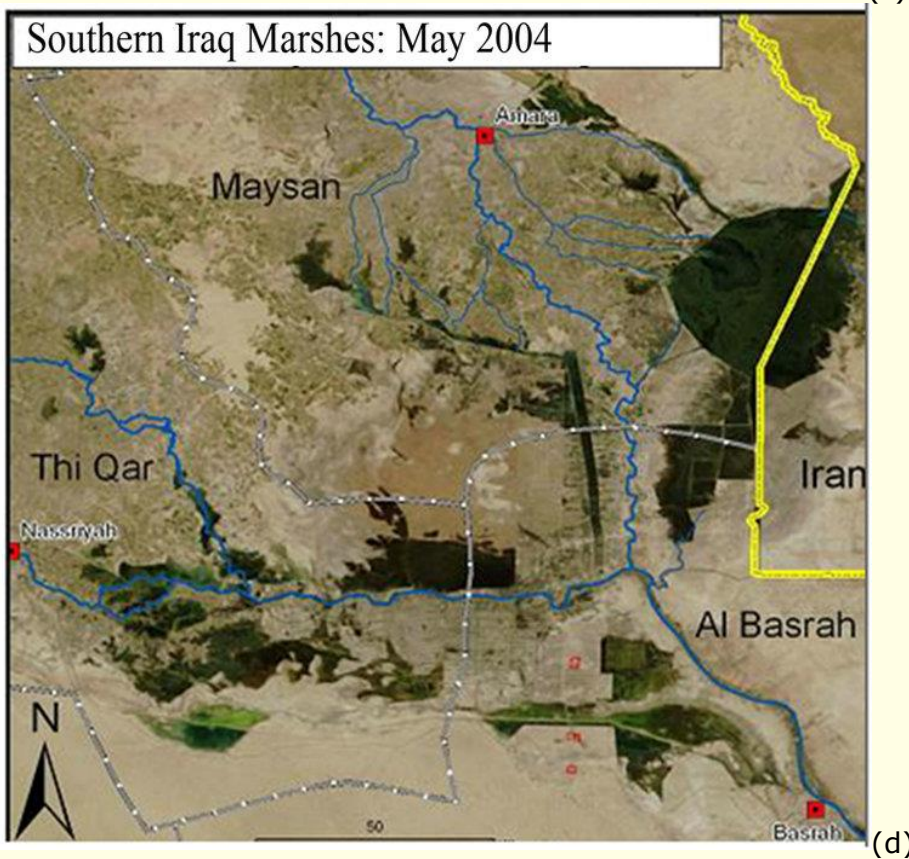 Southern Iraq Marshes: May 2004
Amara
Maysan
Thi Qar
Iran
Nassriyah
Al Basrah
N
50
Basrah
(d)